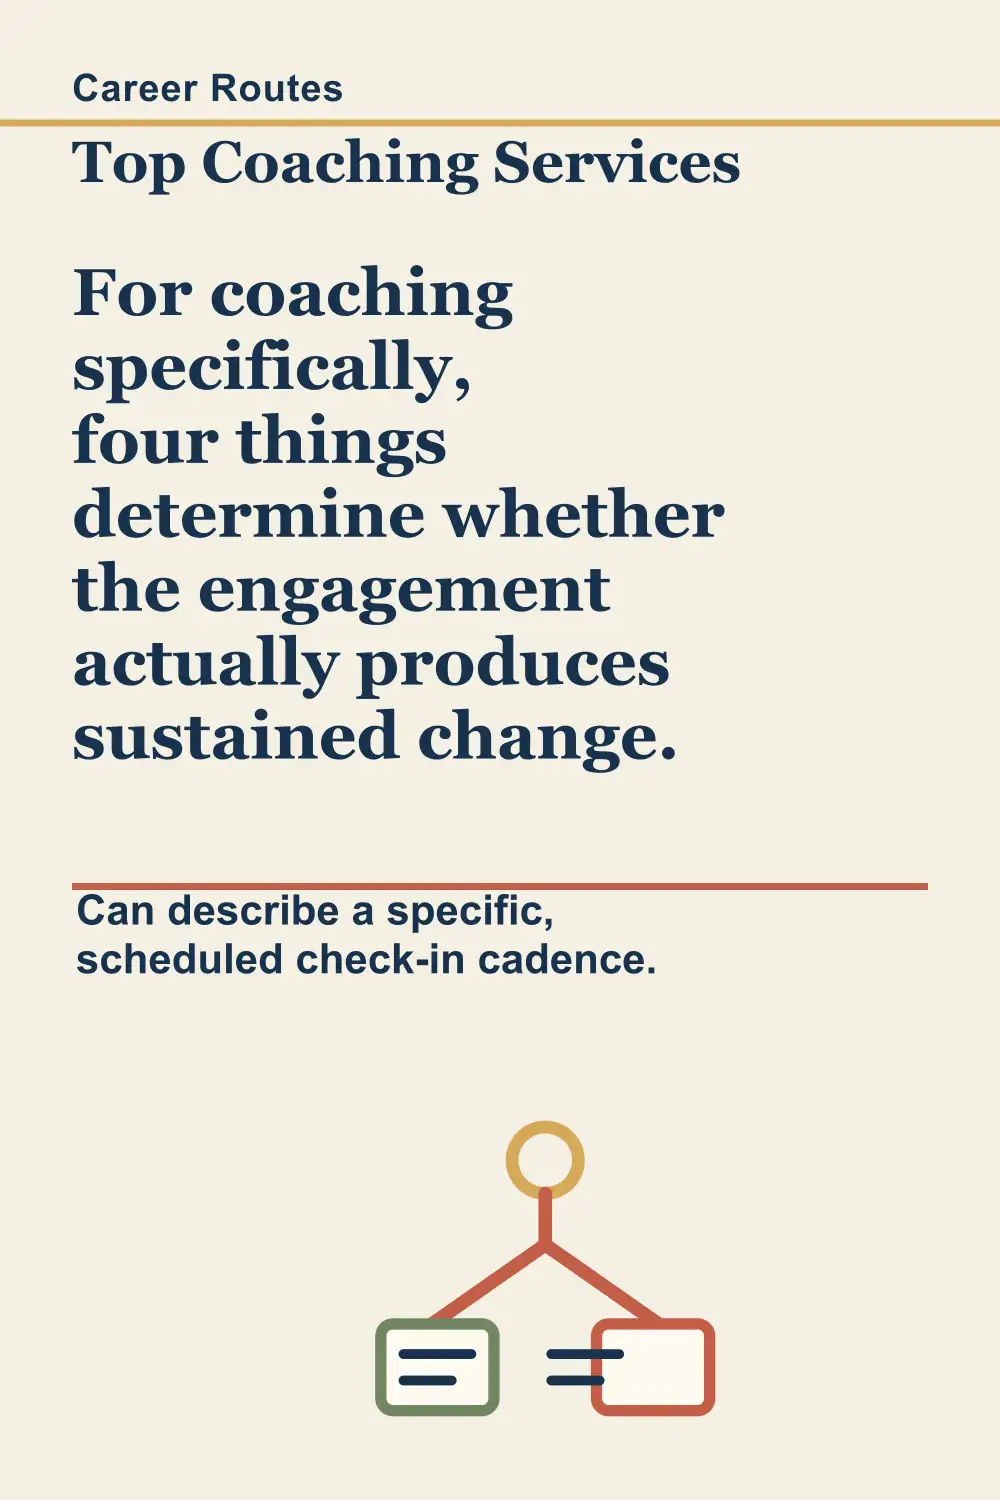 Career Routes
Top Coaching Services
For coaching
specifically,
four things
determine whether
the engagement
actually produces
sustained change.
Can describe a specific,
scheduled check-in cadence.